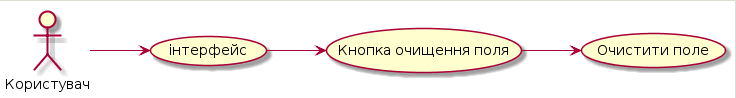 Користувач
інтерфейс
Кнопка очищення поля
Очистити поле